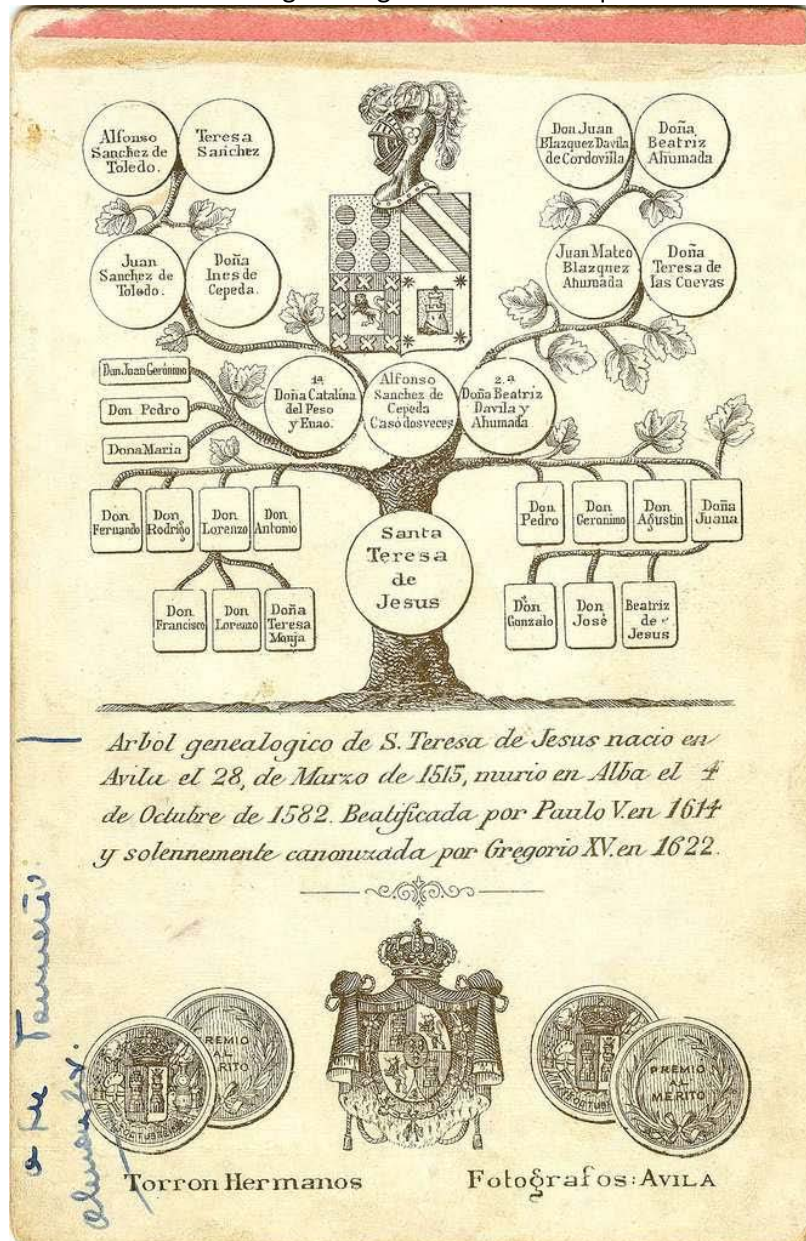 Alfonso
Sanchez de
Toledo.
Teresa
Sanchez
Don Juan
Blazquez Davila
de Cordovilla
Doña
Beatriz
Ahumada
Juan
Sanchez de
Toledo.
Doña
Ines de
Cepeda.
Juan Mateo
Blazquez
Ahumada
Doña
Teresa de
las Cuevas
Don Juan Gerónimo
Don Pedro
Dona Maria
1ª
Doña Catalina
del Peso
y Enao.
Alfonso
Sanchez de
Cepeda
Casó dos veces
2.ª
Doña Beatriz
Davila y
Ahumada
Don
Fernando
Don
Rodrigo
Don
Lorenzo
Don
Antonio
Don
Pedro
Don
Geronimo
Don
Agustin
Doña
Juana
Santa
Teresa
de
Jesus
Don
Francisco
Don
Lorenzo
Doña
Teresa
Monja
Don
Gonzalo
Don
José
Beatriz
de
Jesus
Arbol genealogico de S. Teresa de Jesus nacio en
Avila el 28, de Marzo de 1515, murio en Alba el 4
de Octubre de 1582. Beatificada por Paulo V. en 1614
y solennemente canonizada por Gregorio XV. en 1622.
PREMIO
AL
MERITO
PREMIO
AL
MERITO
Torron Hermanos
Fotografos: AVILA